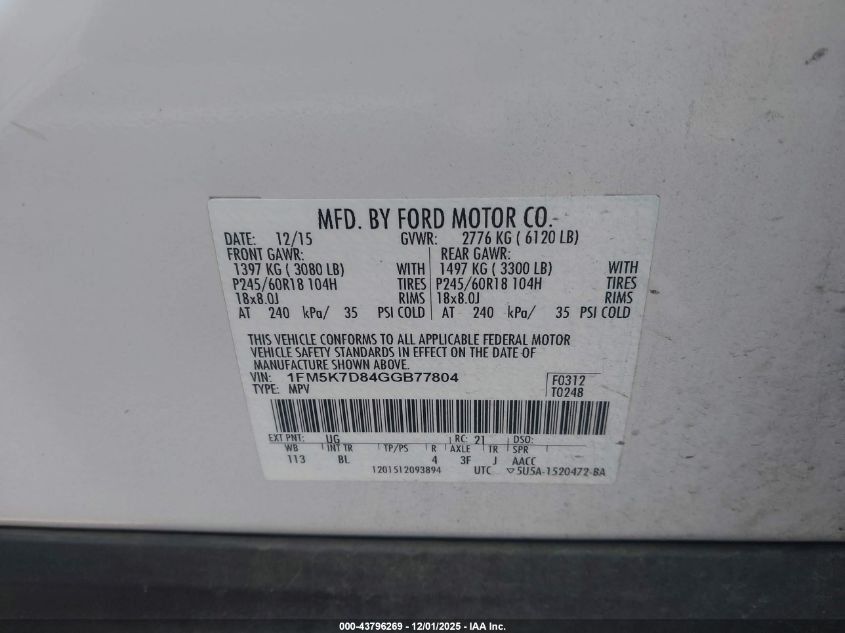 MFD. BY FORD MOTOR CO.
DATE: 12/15 GVWR: 2776 KG ( 6120 LB)
FRONT GAWR: REAR GAWR:
1397 KG ( 3080 LB) WITH 1497 KG ( 3300 LB) WITH
P245/60R18 104H TIRES P245/60R18 104H TIRES
18x8.0J RIMS 18x8.0J RIMS
AT 240 kPa/ 35 PSI COLD AT 240 kPa/ 35 PSI COLD
THIS VEHICLE CONFORMS TO ALL APPLICABLE FEDERAL MOTOR
VEHICLE SAFETY STANDARDS IN EFFECT ON THE DATE OF
MANUFACTURE SHOWN ABOVE.
VIN: 1FM5K7D84GGB77804 F0312
TYPE: MPV T0248
EXT PNT: UG RC: 21 DSO:
WB INT TR TP/PS R AXLE TR SPR
113 BL 4 3F J AACC
1201512093894 UTC ▽5U5A-1520472-BA
000-43796269 - 12/01/2025 - IAA Inc.